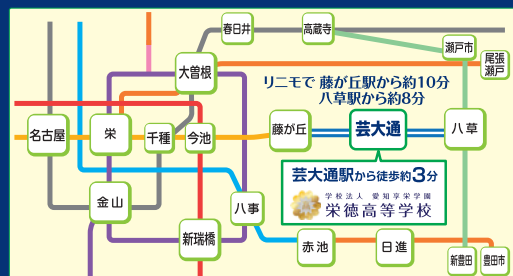 春日井
高蔵寺
瀬戸市
尾張
瀬戸
大曽根
リニモで 藤が丘駅から約10分
八草駅から約8分
名古屋
栄
千種
今池
藤が丘
芸大通
八草
芸大通駅から徒歩約3分
学校法人 愛知享栄学園
栄徳高等学校
金山
八事
新瑞橋
赤池
日進
新豊田
豊田市